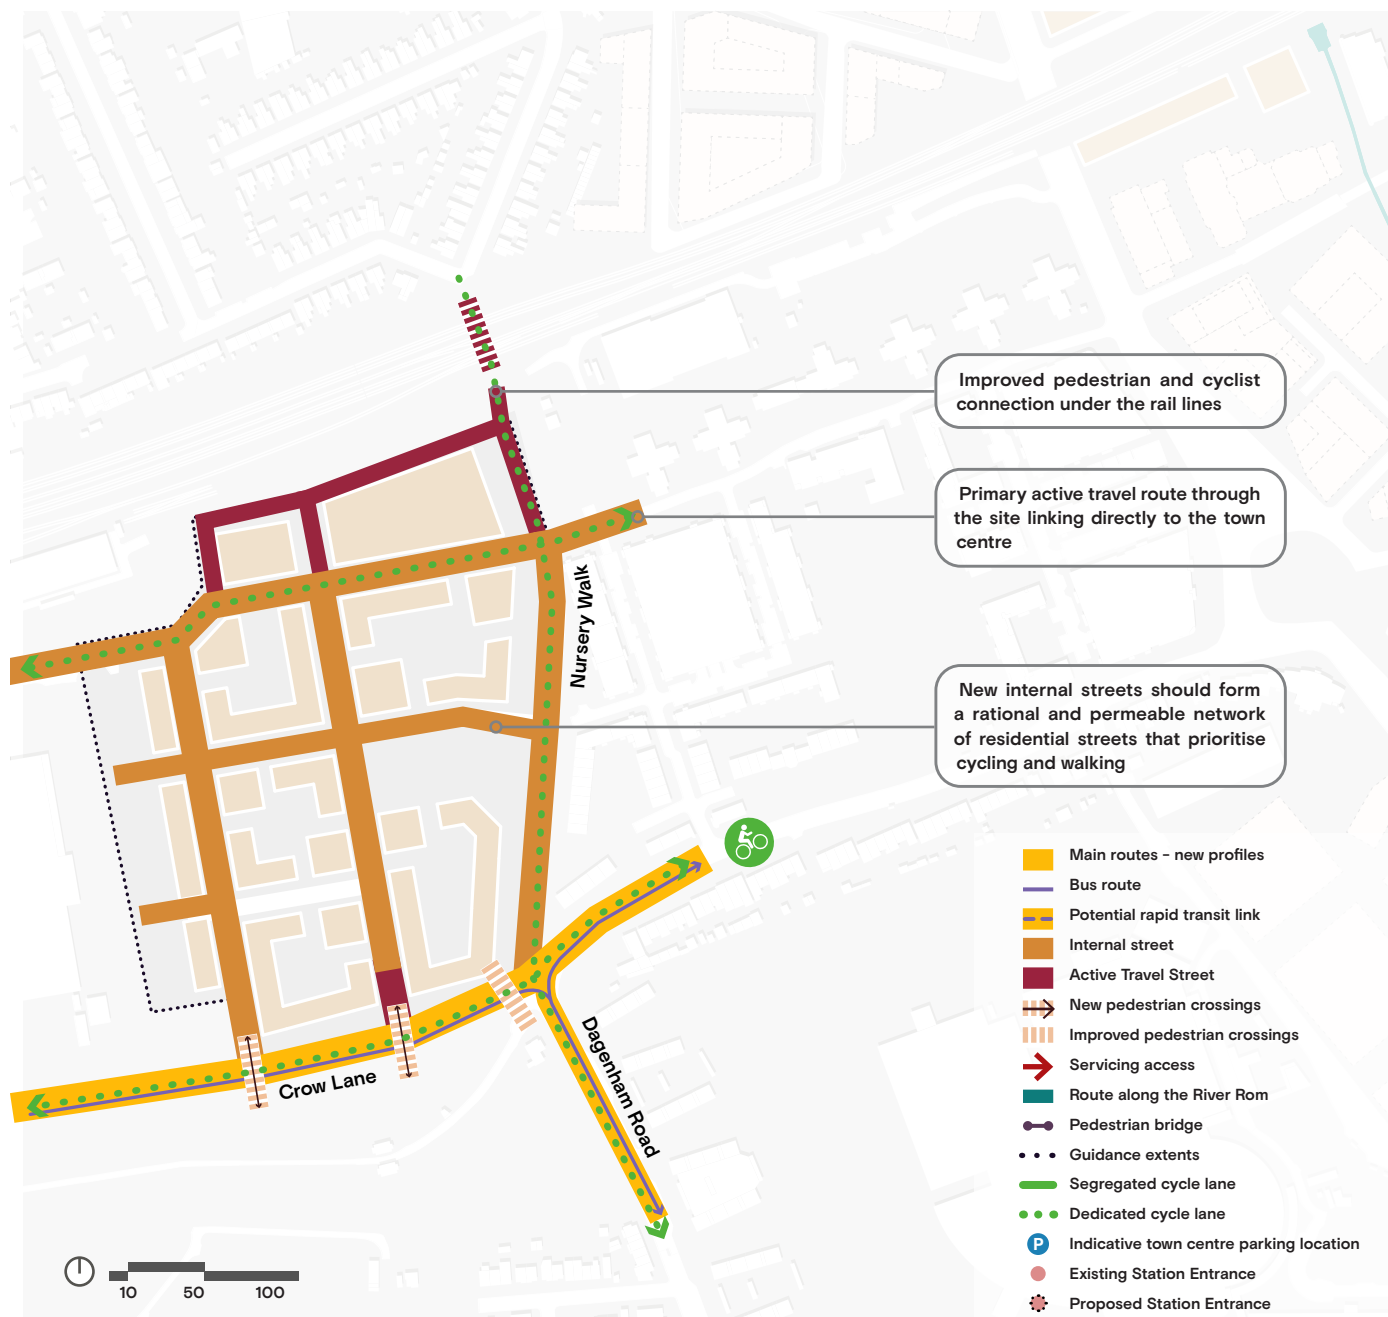 Improved pedestrian and cyclist
connection under the rail lines
Primary active travel route through
the site linking directly to the town
centre
Nursery Walk
New internal streets should form
a rational and permeable network
of residential streets that prioritise
cycling and walking
Main routes - new profiles
Bus route
Potential rapid transit link
Internal street
Active Travel Street
New pedestrian crossings
Improved pedestrian crossings
Servicing access
Route along the River Rom
Pedestrian bridge
Guidance extents
Segregated cycle lane
Dedicated cycle lane
P
Indicative town centre parking location
Existing Station Entrance
Proposed Station Entrance
Crow Lane
Dagenham Road
10 50 100